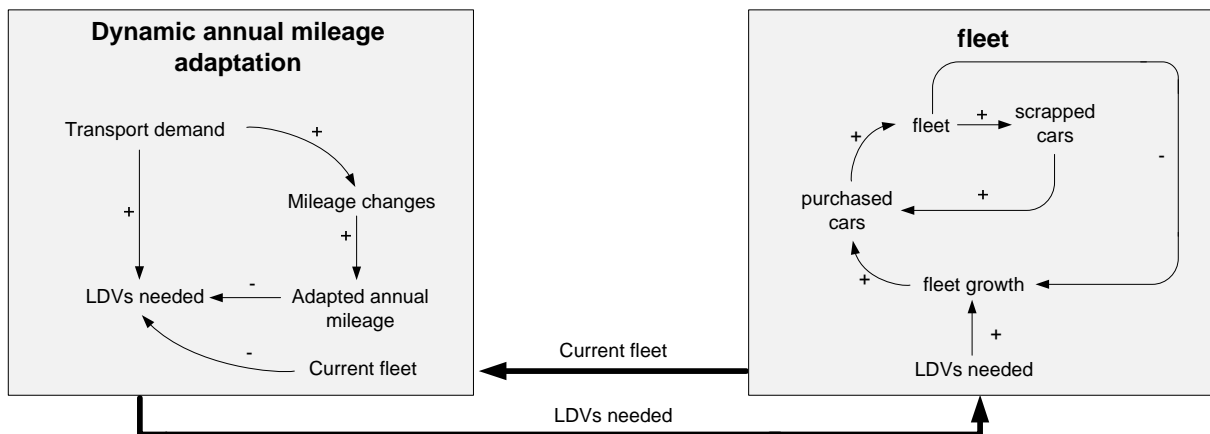 Dynamic annual mileage
adaptation
Transport demand
+
Mileage changes
+
+
LDVs needed
-
Adapted annual
mileage
-
Current fleet
fleet
-
fleet
+
scrapped
cars
+
-
purchased
cars
+
+
fleet growth
+
LDVs needed
Current fleet
LDVs needed